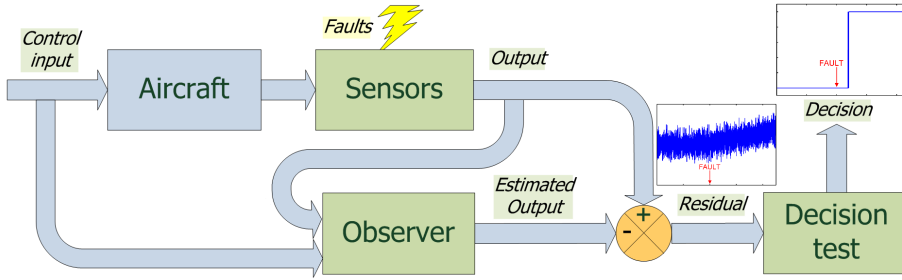 Control
input
Faults
Aircraft
Sensors
Output
FAULT
Decision
FAULT
Observer
Estimated
Output
+
-
Residual
Decision
test